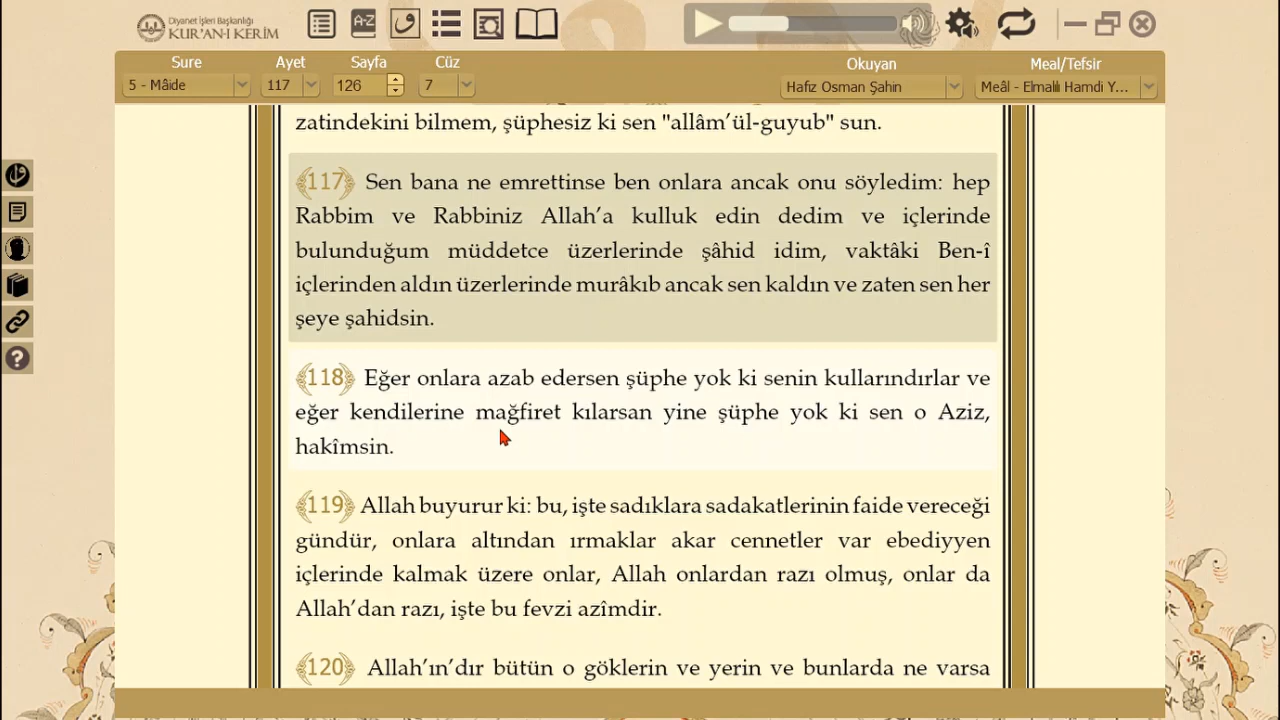 Diyanet İşleri Başkanlığı
KUR'AN-I KERİM
A-Z
Sure Ayet Sayfa Cüz Okuyan Meal/Tefsir
5 - Mâide 117 126 7 Hafız Osman Şahin Meâl - Elmalılı Hamdi Y...
zatindekini bilmem, şüphesiz ki sen "allâm'ül-guyub" sun.
﴾117﴿ Sen bana ne emrettinse ben onlara ancak onu söyledim: hep
Rabbim ve Rabbiniz Allah'a kulluk edin dedim ve içlerinde
bulunduğum müddetce üzerlerinde şâhid idim, vaktâki Ben-î
içlerinden aldın üzerlerinde murâkıb ancak sen kaldın ve zaten sen her
şeye şahidsin.
﴾118﴿ Eğer onlara azab edersen şüphe yok ki senin kullarındırlar ve
eğer kendilerine mağfiret kılarsan yine şüphe yok ki sen o Aziz,
hakîmsin.
﴾119﴿ Allah buyurur ki: bu, işte sadıklara sadakatlerinin faide vereceği
gündür, onlara altından ırmaklar akar cennetler var ebediyyen
içlerinde kalmak üzere onlar, Allah onlardan razı olmuş, onlar da
Allah'dan razı, işte bu fevzi azîmdir.
﴾120﴿ Allah'ın'dır bütün o göklerin ve yerin ve bunlarda ne varsa